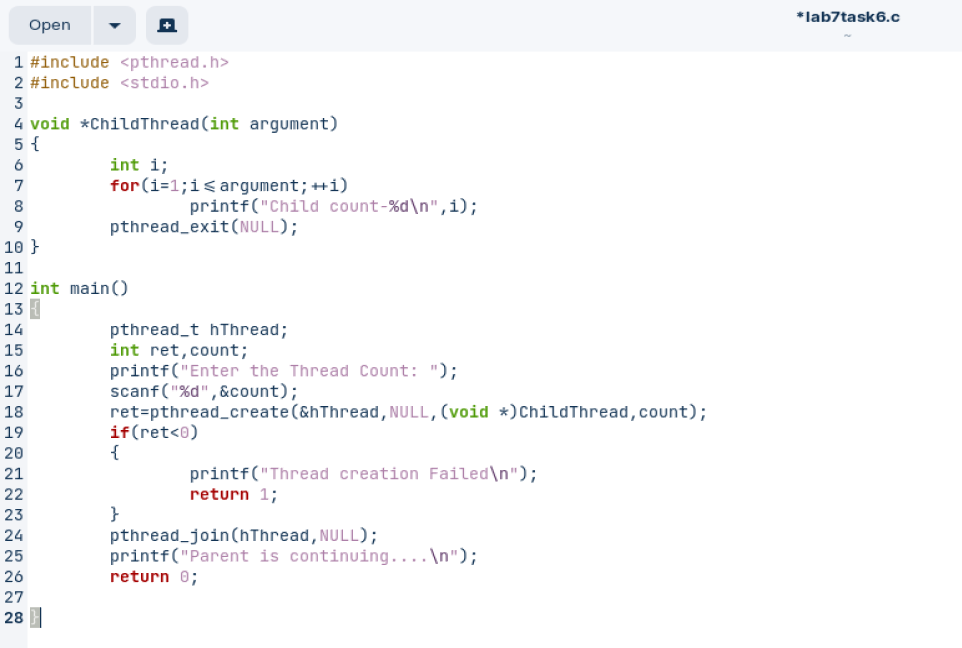 Open
*lab7task6.c
~
1 #include <pthread.h>
2 #include <stdio.h>
3
4 void *ChildThread(int argument)
5 {
6         int i;
7         for(i=1;i<=argument;++i)
8                 printf("Child count-%d\n",i);
9         pthread_exit(NULL);
10 }
11
12 int main()
13 {
14         pthread_t hThread;
15         int ret,count;
16         printf("Enter the Thread Count: ");
17         scanf("%d",&count);
18         ret=pthread_create(&hThread,NULL,(void *)ChildThread,count);
19         if(ret<0)
20         {
21                 printf("Thread creation Failed\n");
22                 return 1;
23         }
24         pthread_join(hThread,NULL);
25         printf("Parent is continuing....\n");
26         return 0;
27
28 }